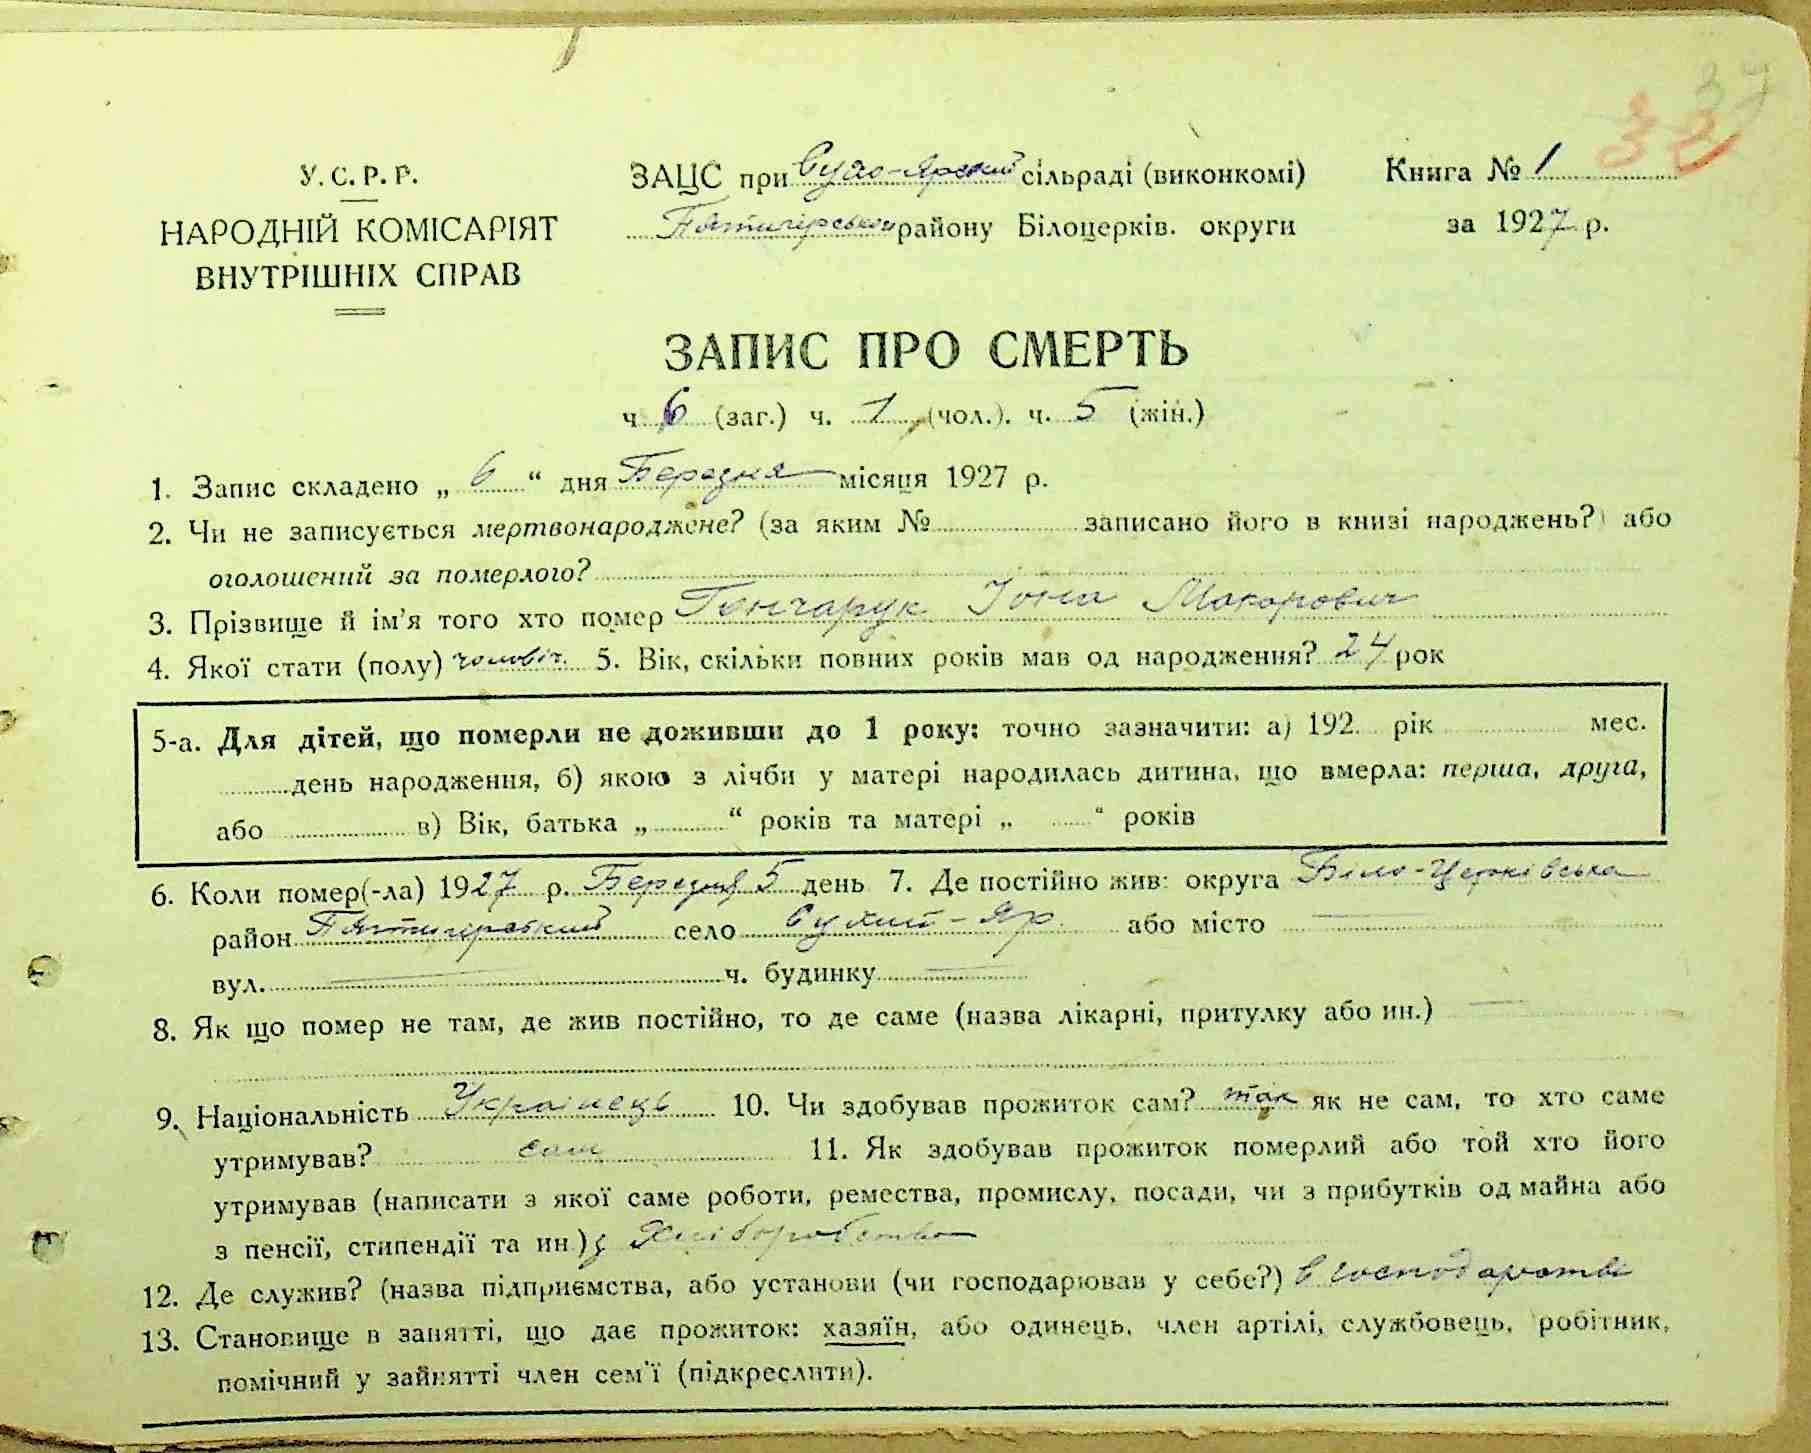 32
У. С. Р. Р.
НАРОДНІЙ КОМІСАРІЯТ
ВНУТРІШНІХ СПРАВ
ЗАЦС при Сухо-Ярський сільраді (виконкомі)
Пятигірського району Білоцерків. округи
Книга № 1
за 1927 р.
ЗАПИС ПРО СМЕРТЬ
ч 6 (заг.) ч. 1 (чол.). ч. 5 (жін.)
1. Запис складено „ 6 “ дня Березня місяця 1927 р.
2. Чи не записується мертвонароджене? (за яким № записано його в книзі народжень?) або
оголошений за померлого?
3. Прізвище й ім'я того хто помер Гончарук Іона Макарович
4. Якої стати (полу) чоловіч. 5. Вік, скільки повних років мав од народження? 24 рок
5-а. Для дітей, що померли не доживши до 1 року: точно зазначити: а) 192 рік мес.
день народження, б) якою з лічби у матері народилась дитина, що вмерла: перша, друга,
або в) Вік, батька „ “ років та матері „ “ років
6. Коли помер(-ла) 1927 р. Березня 5 день 7. Де постійно жив: округа Біло-Церківська
район Пятигірський село Сухий-Яр. або місто —
вул. — ч. будинку —
8. Як що помер не там, де жив постійно, то де саме (назва лікарні, притулку або ин.) —
9. Національність Українець 10. Чи здобував прожиток сам? так як не сам, то хто саме
утримував? сам 11. Як здобував прожиток померлий або той хто його
утримував (написати з якої саме роботи, ремества, промислу, посади, чи з прибутків од майна або
з пенсії, стипендії та ин.) з Хліборобства
12. Де служив? (назва підприємства, або установи (чи господарював у себе?) в господарстві
13. Становище в занятті, що дає прожиток: хазяїн, або одинець, член артілі, службовець, робітник,
помічний у зайнятті член сем'ї (підкреслити).